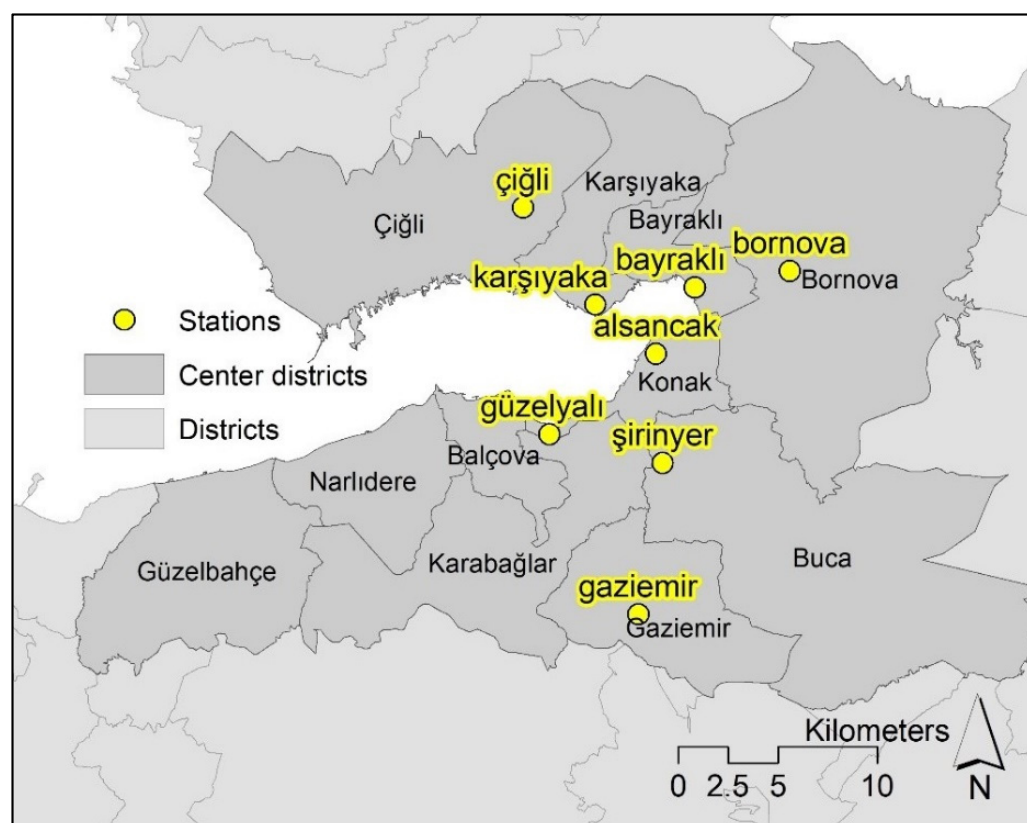 çiğli
Karşıyaka
Çiğli
Bayraklı
bornova
bayraklı
karşıyaka
Bornova
alsancak
Stations
Konak
Center districts
güzelyalı
şirinyer
Districts
Balçova
Narlıdere
Karabağlar
Buca
Güzelbahçe
gaziemir
Gaziemir
Kilometers
0 2.5 5 10
N